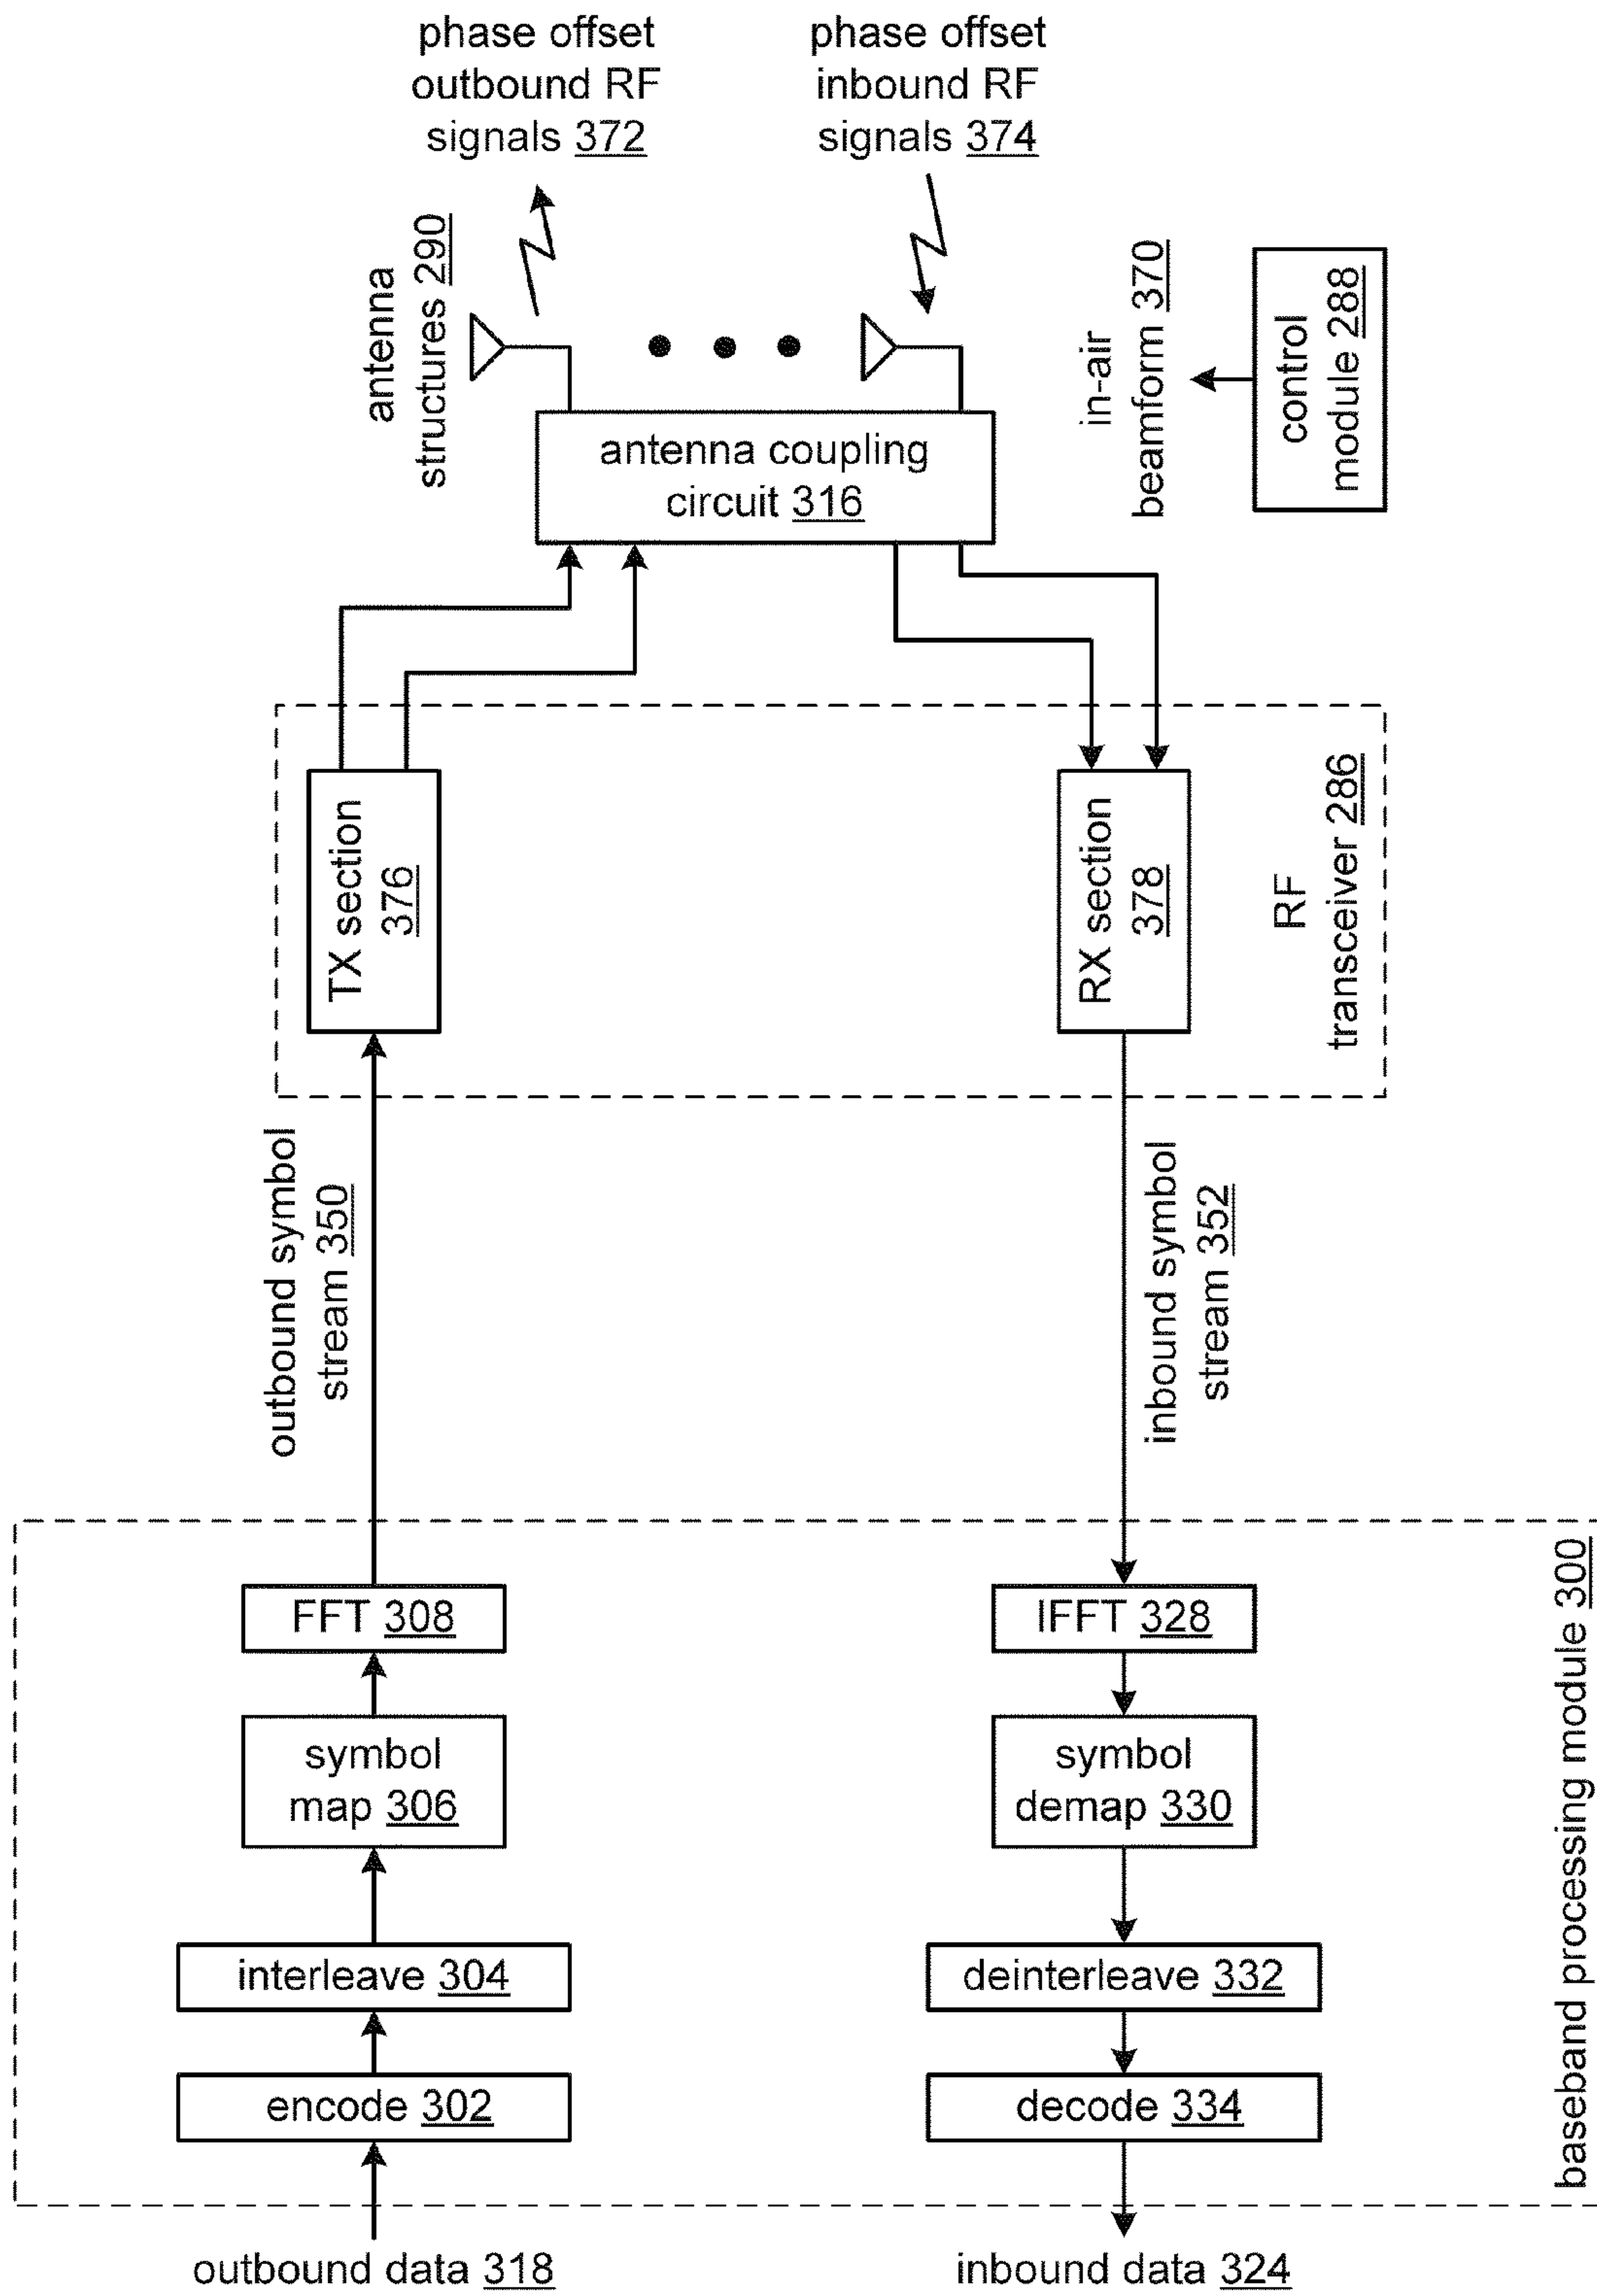 phase offset
outbound RF
signals 372
phase offset
inbound RF
signals 374
antenna
structures 290
antenna coupling
circuit 316
in-air
beamform 370
control
module 288
TX section
376
RX section
378
RF
transceiver 286
outbound symbol
stream 350
inbound symbol
stream 352
FFT 308
IFFT 328
symbol
map 306
symbol
demap 330
interleave 304
deinterleave 332
encode 302
decode 334
baseband processing module 300
outbound data 318
inbound data 324